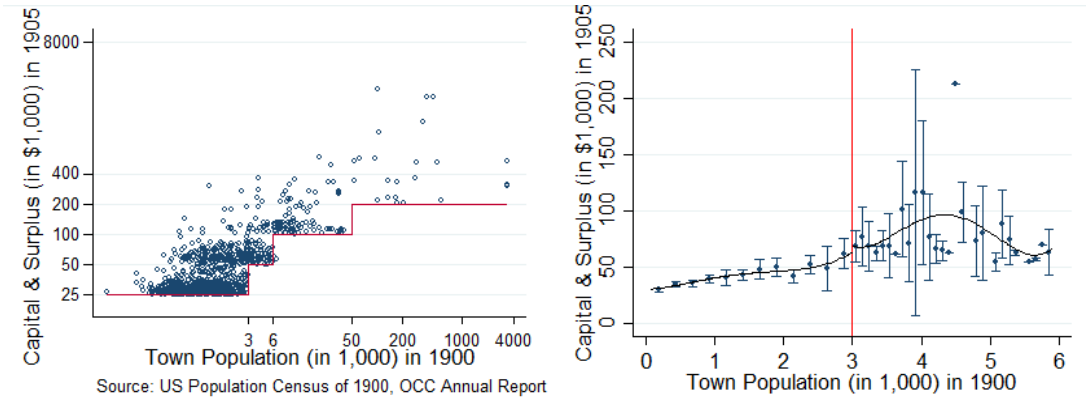 Capital & Surplus (in $1,000) in 1905
8000
400
200
100
50
25
3 6 50 200 1000 4000
Town Population (in 1,000) in 1900
Source: US Population Census of 1900, OCC Annual Report
Capital & Surplus (in $1,000) in 1905
250
200
150
100
50
0
0 1 2 3 4 5 6
Town Population (in 1,000) in 1900